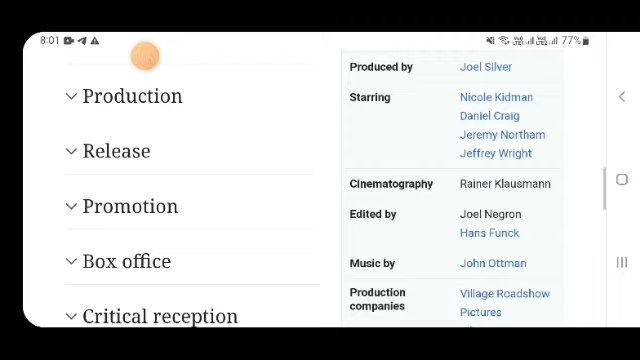 8:01
77%
Production
Release
Promotion
Box office
Critical reception
Produced by Joel Silver
Starring Nicole Kidman
Daniel Craig
Jeremy Northam
Jeffrey Wright
Cinematography Rainer Klausmann
Edited by Joel Negron
Hans Funck
Music by John Ottman
Production Village Roadshow
companies Pictures